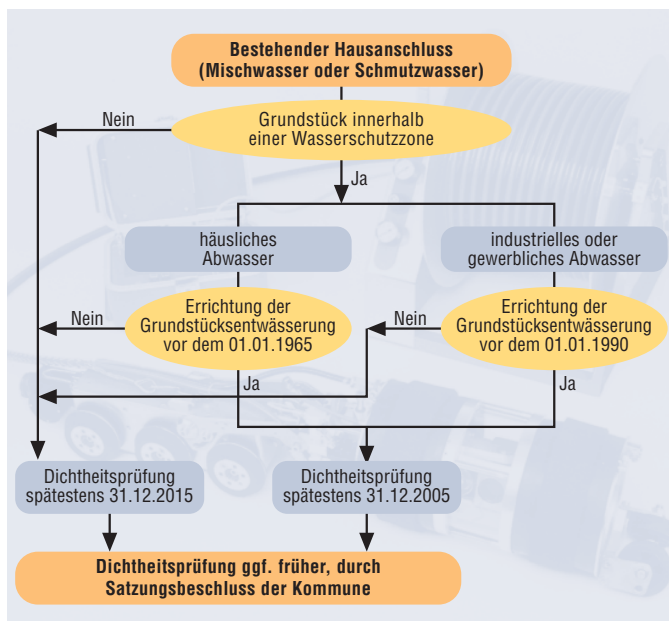 Bestehender Hausanschluss
(Mischwasser oder Schmutzwasser)
Nein
Grundstück innerhalb
einer Wasserschutzzone
Ja
häusliches
Abwasser
industrielles oder
gewerbliches Abwasser
Nein
Errichtung der
Grundstücksentwässerung
vor dem 01.01.1965
Nein
Errichtung der
Grundstücksentwässerung
vor dem 01.01.1990
Ja
Ja
Dichtheitsprüfung
spätestens 31.12.2015
Dichtheitsprüfung
spätestens 31.12.2005
Dichtheitsprüfung ggf. früher, durch
Satzungsbeschluss der Kommune